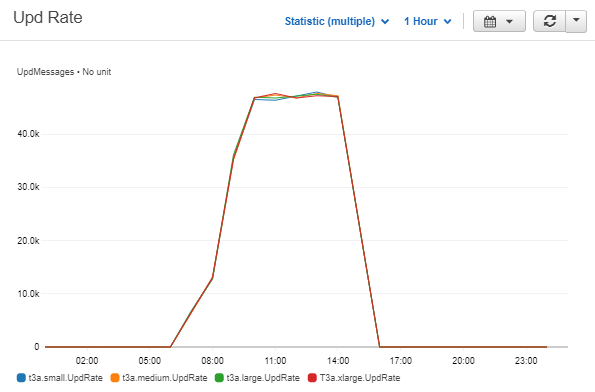 Upd Rate Statistic (multiple) 1 Hour
UpdMessages • No unit
40.0k
30.0k
20.0k
10.0k
0
02:00 05:00 08:00 11:00 14:00 17:00 20:00 23:00
t3a.small.UpdRate t3a.medium.UpdRate t3a.large.UpdRate T3a.xlarge.UpdRate